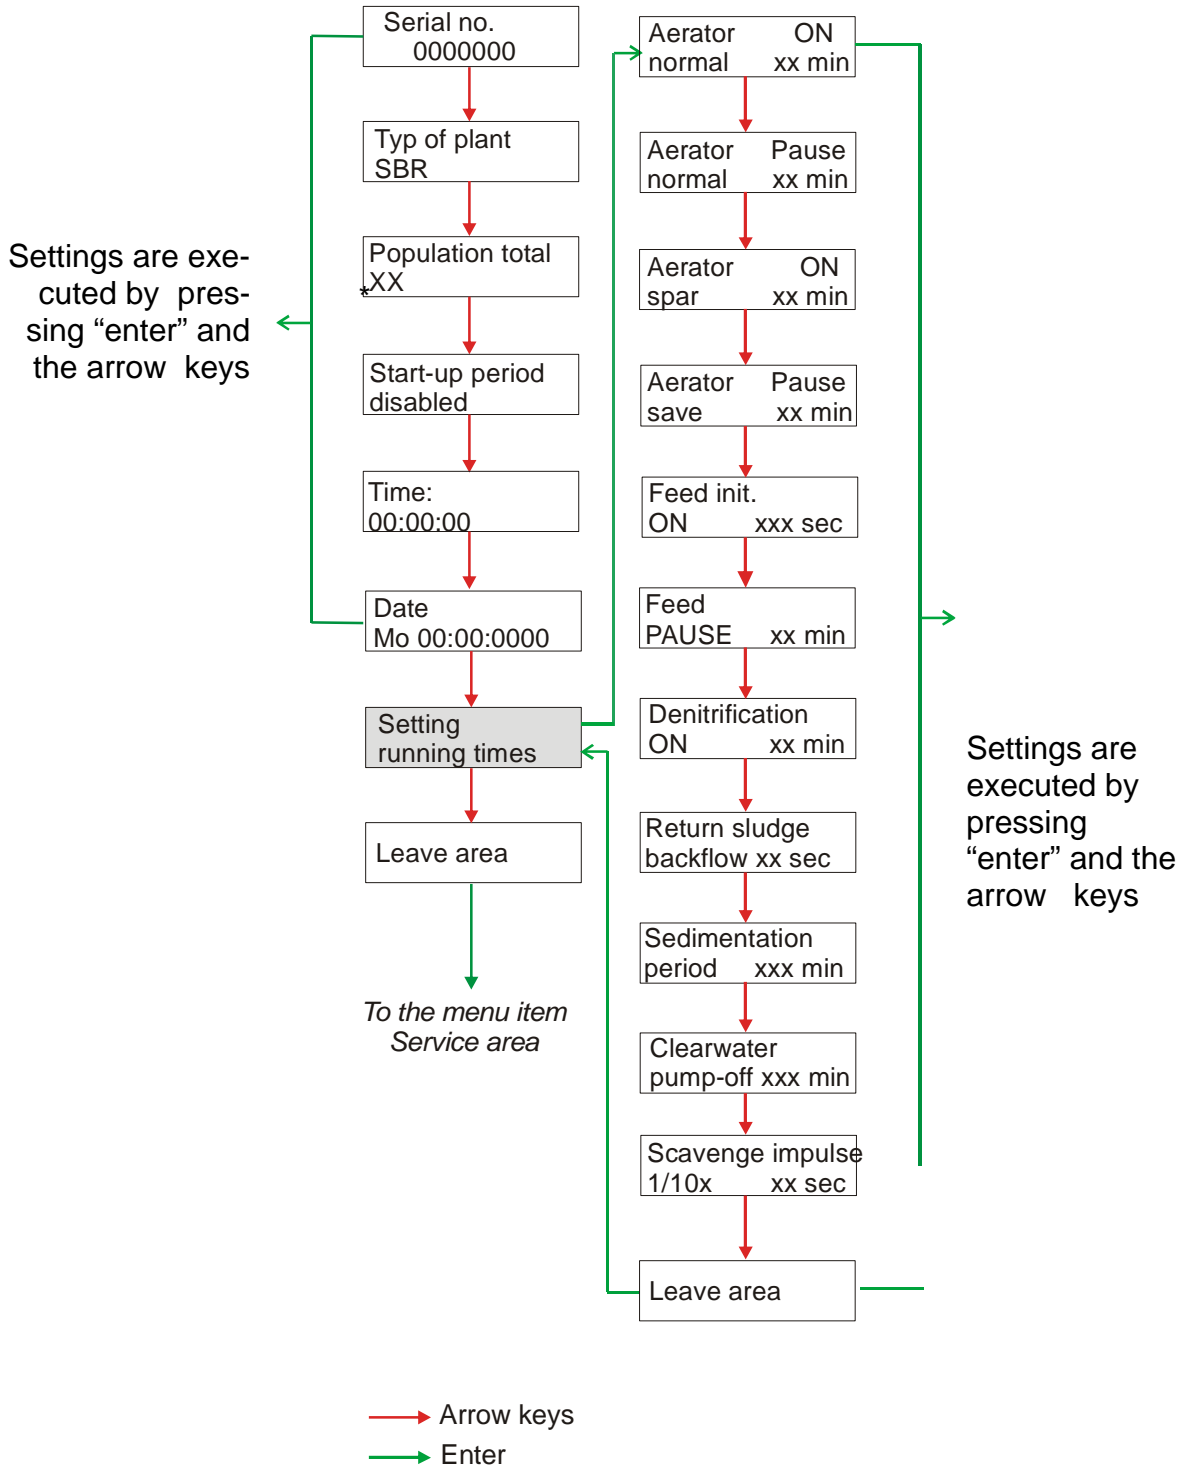 Serial no.
0000000
Typ of plant
SBR
Population total
*XX
Start-up period
disabled
Time:
00:00:00
Date
Mo 00:00:0000
Setting
running times
Leave area
To the menu item
Service area
Settings are exe-
cuted by pres-
sing “enter” and
the arrow keys
Aerator ON
normal xx min
Aerator Pause
normal xx min
Aerator ON
spar xx min
Aerator Pause
save xx min
Feed init.
ON xxx sec
Feed
PAUSE xx min
Denitrification
ON xx min
Return sludge
backflow xx sec
Sedimentation
period xxx min
Clearwater
pump-off xxx min
Scavenge impulse
1/10x xx sec
Leave area
Settings are
executed by
pressing
“enter” and the
arrow keys
Arrow keys
Enter